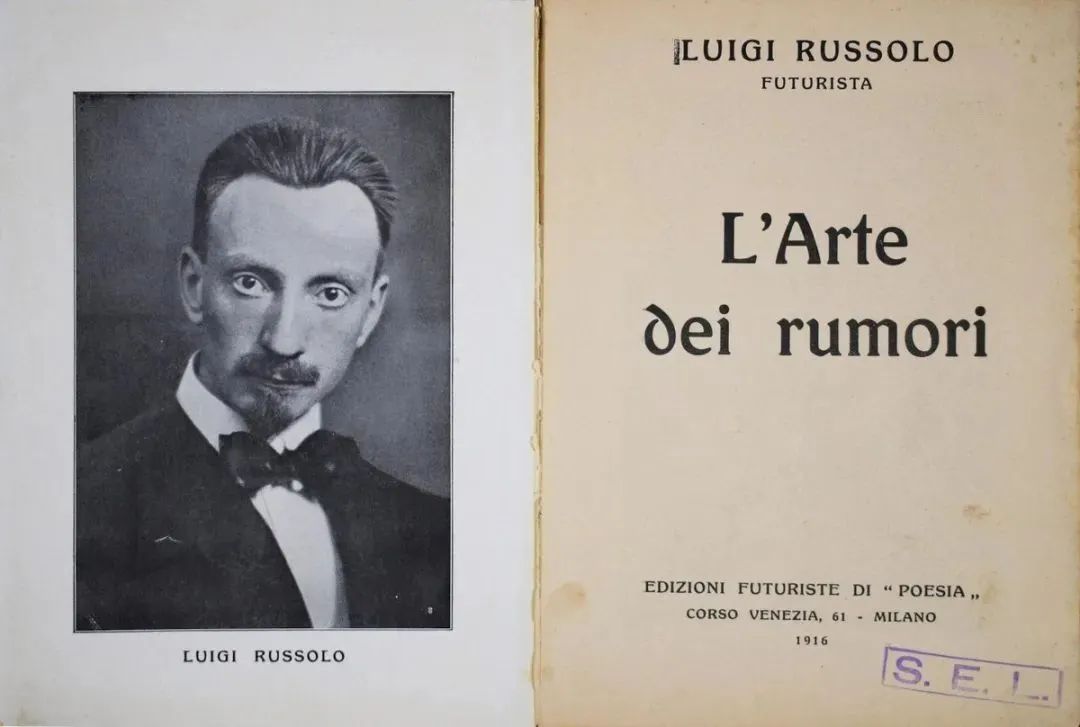 LUIGI RUSSOLO
LUIGI RUSSOLO
FUTURISTA
L'Arte
dei rumori
EDIZIONI FUTURISTE DI “ POESIA „
CORSO VENEZIA, 61 - MILANO
1916
S. E. L.